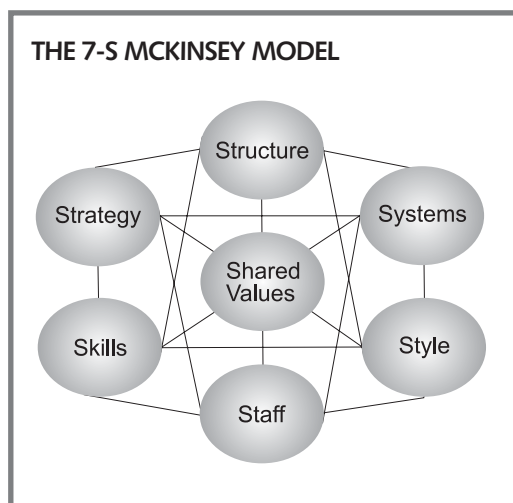 THE 7-S MCKINSEY MODEL
Structure
Strategy
Systems
Shared
Values
Skills
Style
Staff